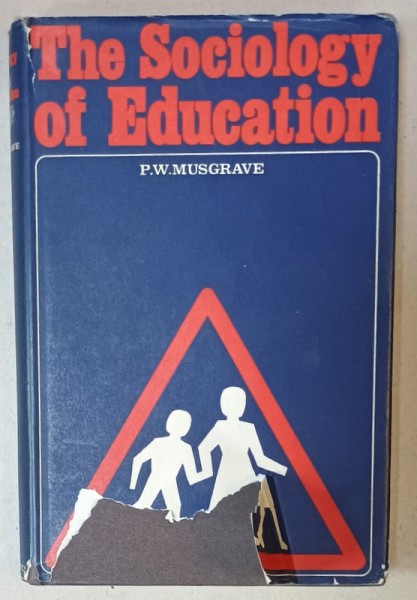 The Sociology
of Education
P.W.MUSGRAVE